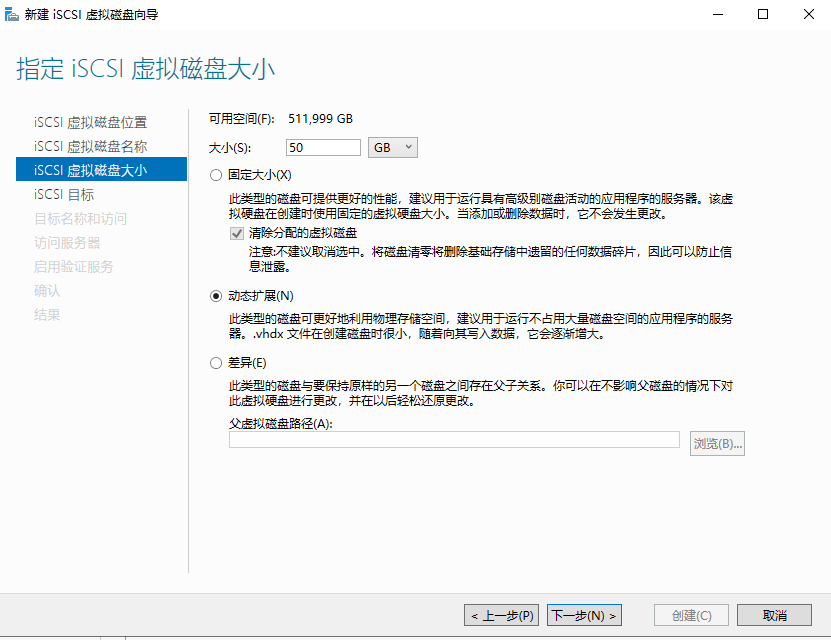 新建 iSCSI 虚拟磁盘向导
指定 iSCSI 虚拟磁盘大小
iSCSI 虚拟磁盘位置
iSCSI 虚拟磁盘名称
iSCSI 虚拟磁盘大小
iSCSI 目标
目标名称和访问
访问服务器
启用验证服务
确认
结果
可用空间(F): 511,999 GB
大小(S): 50 GB
固定大小(X)
此类型的磁盘可提供更好的性能，建议用于运行具有高级别磁盘活动的应用程序的服务器。该虚
拟硬盘在创建时使用固定的虚拟硬盘大小。当添加或删除数据时，它不会发生更改。
清除分配的虚拟磁盘
注意:不建议取消选中。将磁盘清零将删除基础存储中遗留的任何数据碎片，因此可以防止信
息泄露。
动态扩展(N)
此类型的磁盘可更好地利用物理存储空间，建议用于运行不占用大量磁盘空间的应用程序的服务
器。.vhdx 文件在创建磁盘时很小，随着向其写入数据，它会逐渐增大。
差异(E)
此类型的磁盘与要保持原样的另一个磁盘之间存在父子关系。你可以在不影响父磁盘的情况下对
此虚拟硬盘进行更改，并在以后轻松还原更改。
父虚拟磁盘路径(A):
浏览(B)...
< 上一步(P) 下一步(N) > 创建(C) 取消